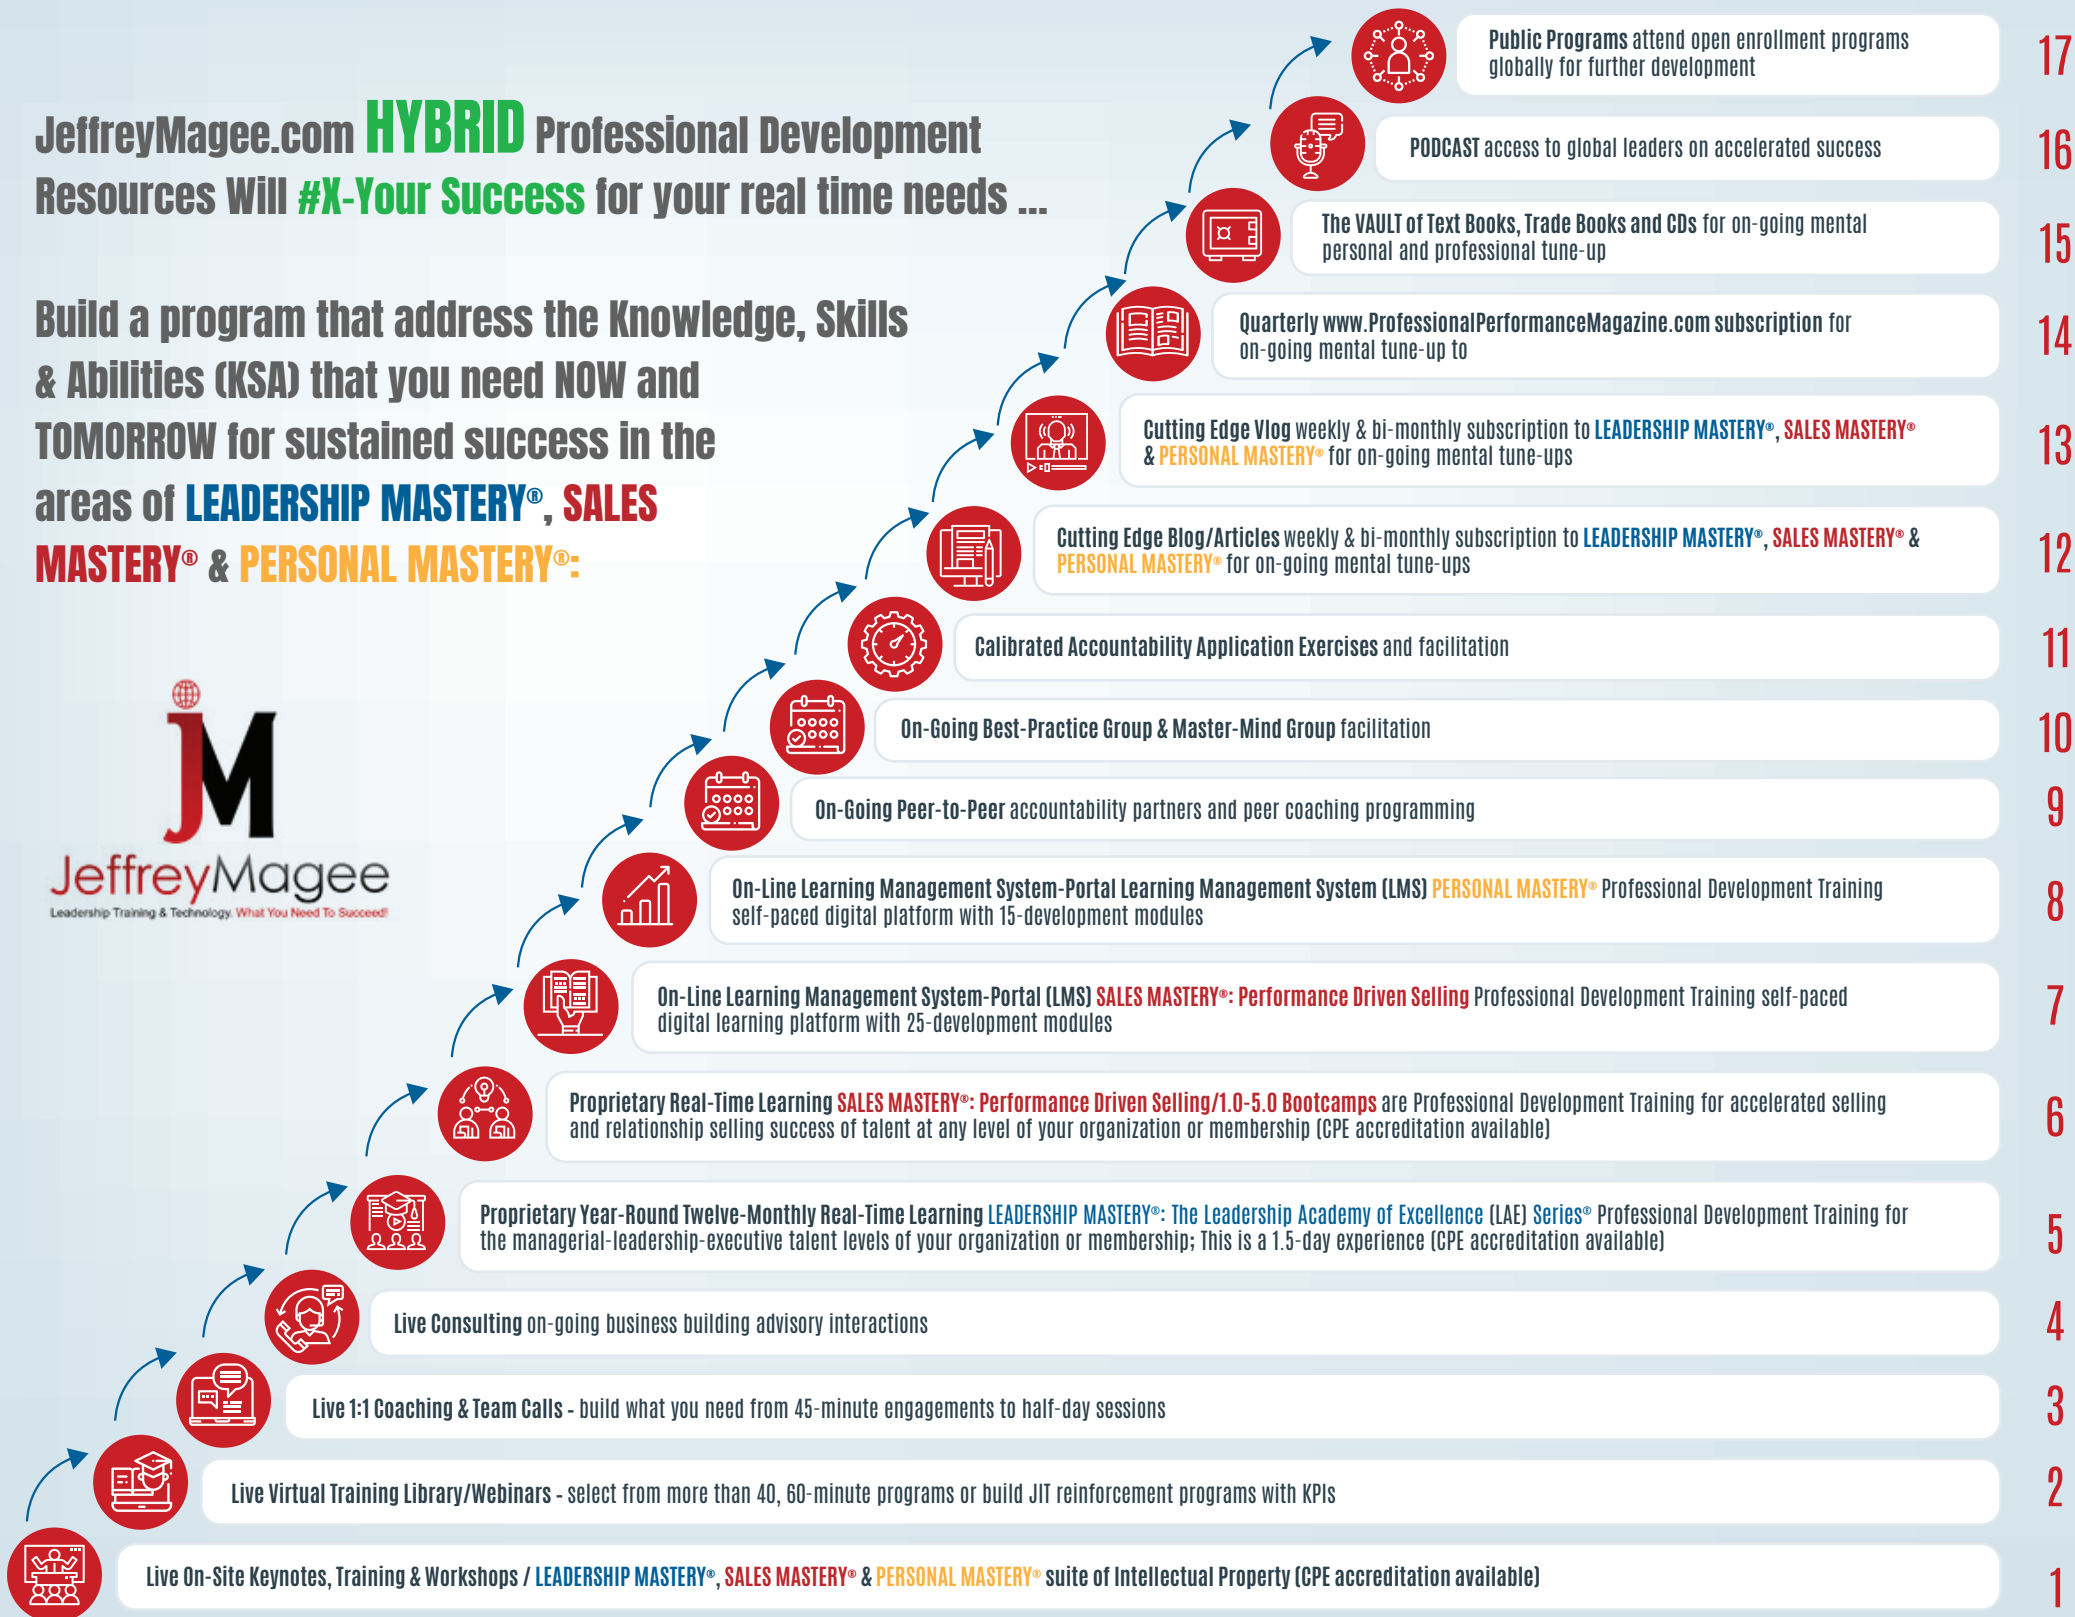 JeffreyMagee.com HYBRID Professional Development
Resources Will #X-Your Success for your real time needs ...
Build a program that address the Knowledge, Skills
& Abilities (KSA) that you need NOW and
TOMORROW for sustained success in the
areas of LEADERSHIP MASTERY®, SALES
MASTERY® & PERSONAL MASTERY®:
JM
JeffreyMagee
Leadership Training & Technology. What You Need To Succeed!
Public Programs attend open enrollment programs
globally for further development
17
PODCAST access to global leaders on accelerated success
16
The VAULT of Text Books, Trade Books and CDs for on-going mental
personal and professional tune-up
15
Quarterly www.ProfessionalPerformanceMagazine.com subscription for
on-going mental tune-up to
14
Cutting Edge Vlog weekly & bi-monthly subscription to LEADERSHIP MASTERY®, SALES MASTERY®
& PERSONAL MASTERY® for on-going mental tune-ups
13
Cutting Edge Blog/Articles weekly & bi-monthly subscription to LEADERSHIP MASTERY®, SALES MASTERY® &
PERSONAL MASTERY® for on-going mental tune-ups
12
Calibrated Accountability Application Exercises and facilitation
11
On-Going Best-Practice Group & Master-Mind Group facilitation
10
On-Going Peer-to-Peer accountability partners and peer coaching programming
9
On-Line Learning Management System-Portal Learning Management System (LMS) PERSONAL MASTERY® Professional Development Training
self-paced digital platform with 15-development modules
8
On-Line Learning Management System-Portal (LMS) SALES MASTERY®: Performance Driven Selling Professional Development Training self-paced
digital learning platform with 25-development modules
7
Proprietary Real-Time Learning SALES MASTERY®: Performance Driven Selling/1.0-5.0 Bootcamps are Professional Development Training for accelerated selling
and relationship selling success of talent at any level of your organization or membership (CPE accreditation available)
6
Proprietary Year-Round Twelve-Monthly Real-Time Learning LEADERSHIP MASTERY®: The Leadership Academy of Excellence (LAE) Series® Professional Development Training for
the managerial-leadership-executive talent levels of your organization or membership; This is a 1.5-day experience (CPE accreditation available)
5
Live Consulting on-going business building advisory interactions
4
Live 1:1 Coaching & Team Calls - build what you need from 45-minute engagements to half-day sessions
3
Live Virtual Training Library/Webinars - select from more than 40, 60-minute programs or build JIT reinforcement programs with KPIs
2
Live On-Site Keynotes, Training & Workshops / LEADERSHIP MASTERY®, SALES MASTERY® & PERSONAL MASTERY® suite of Intellectual Property (CPE accreditation available)
1